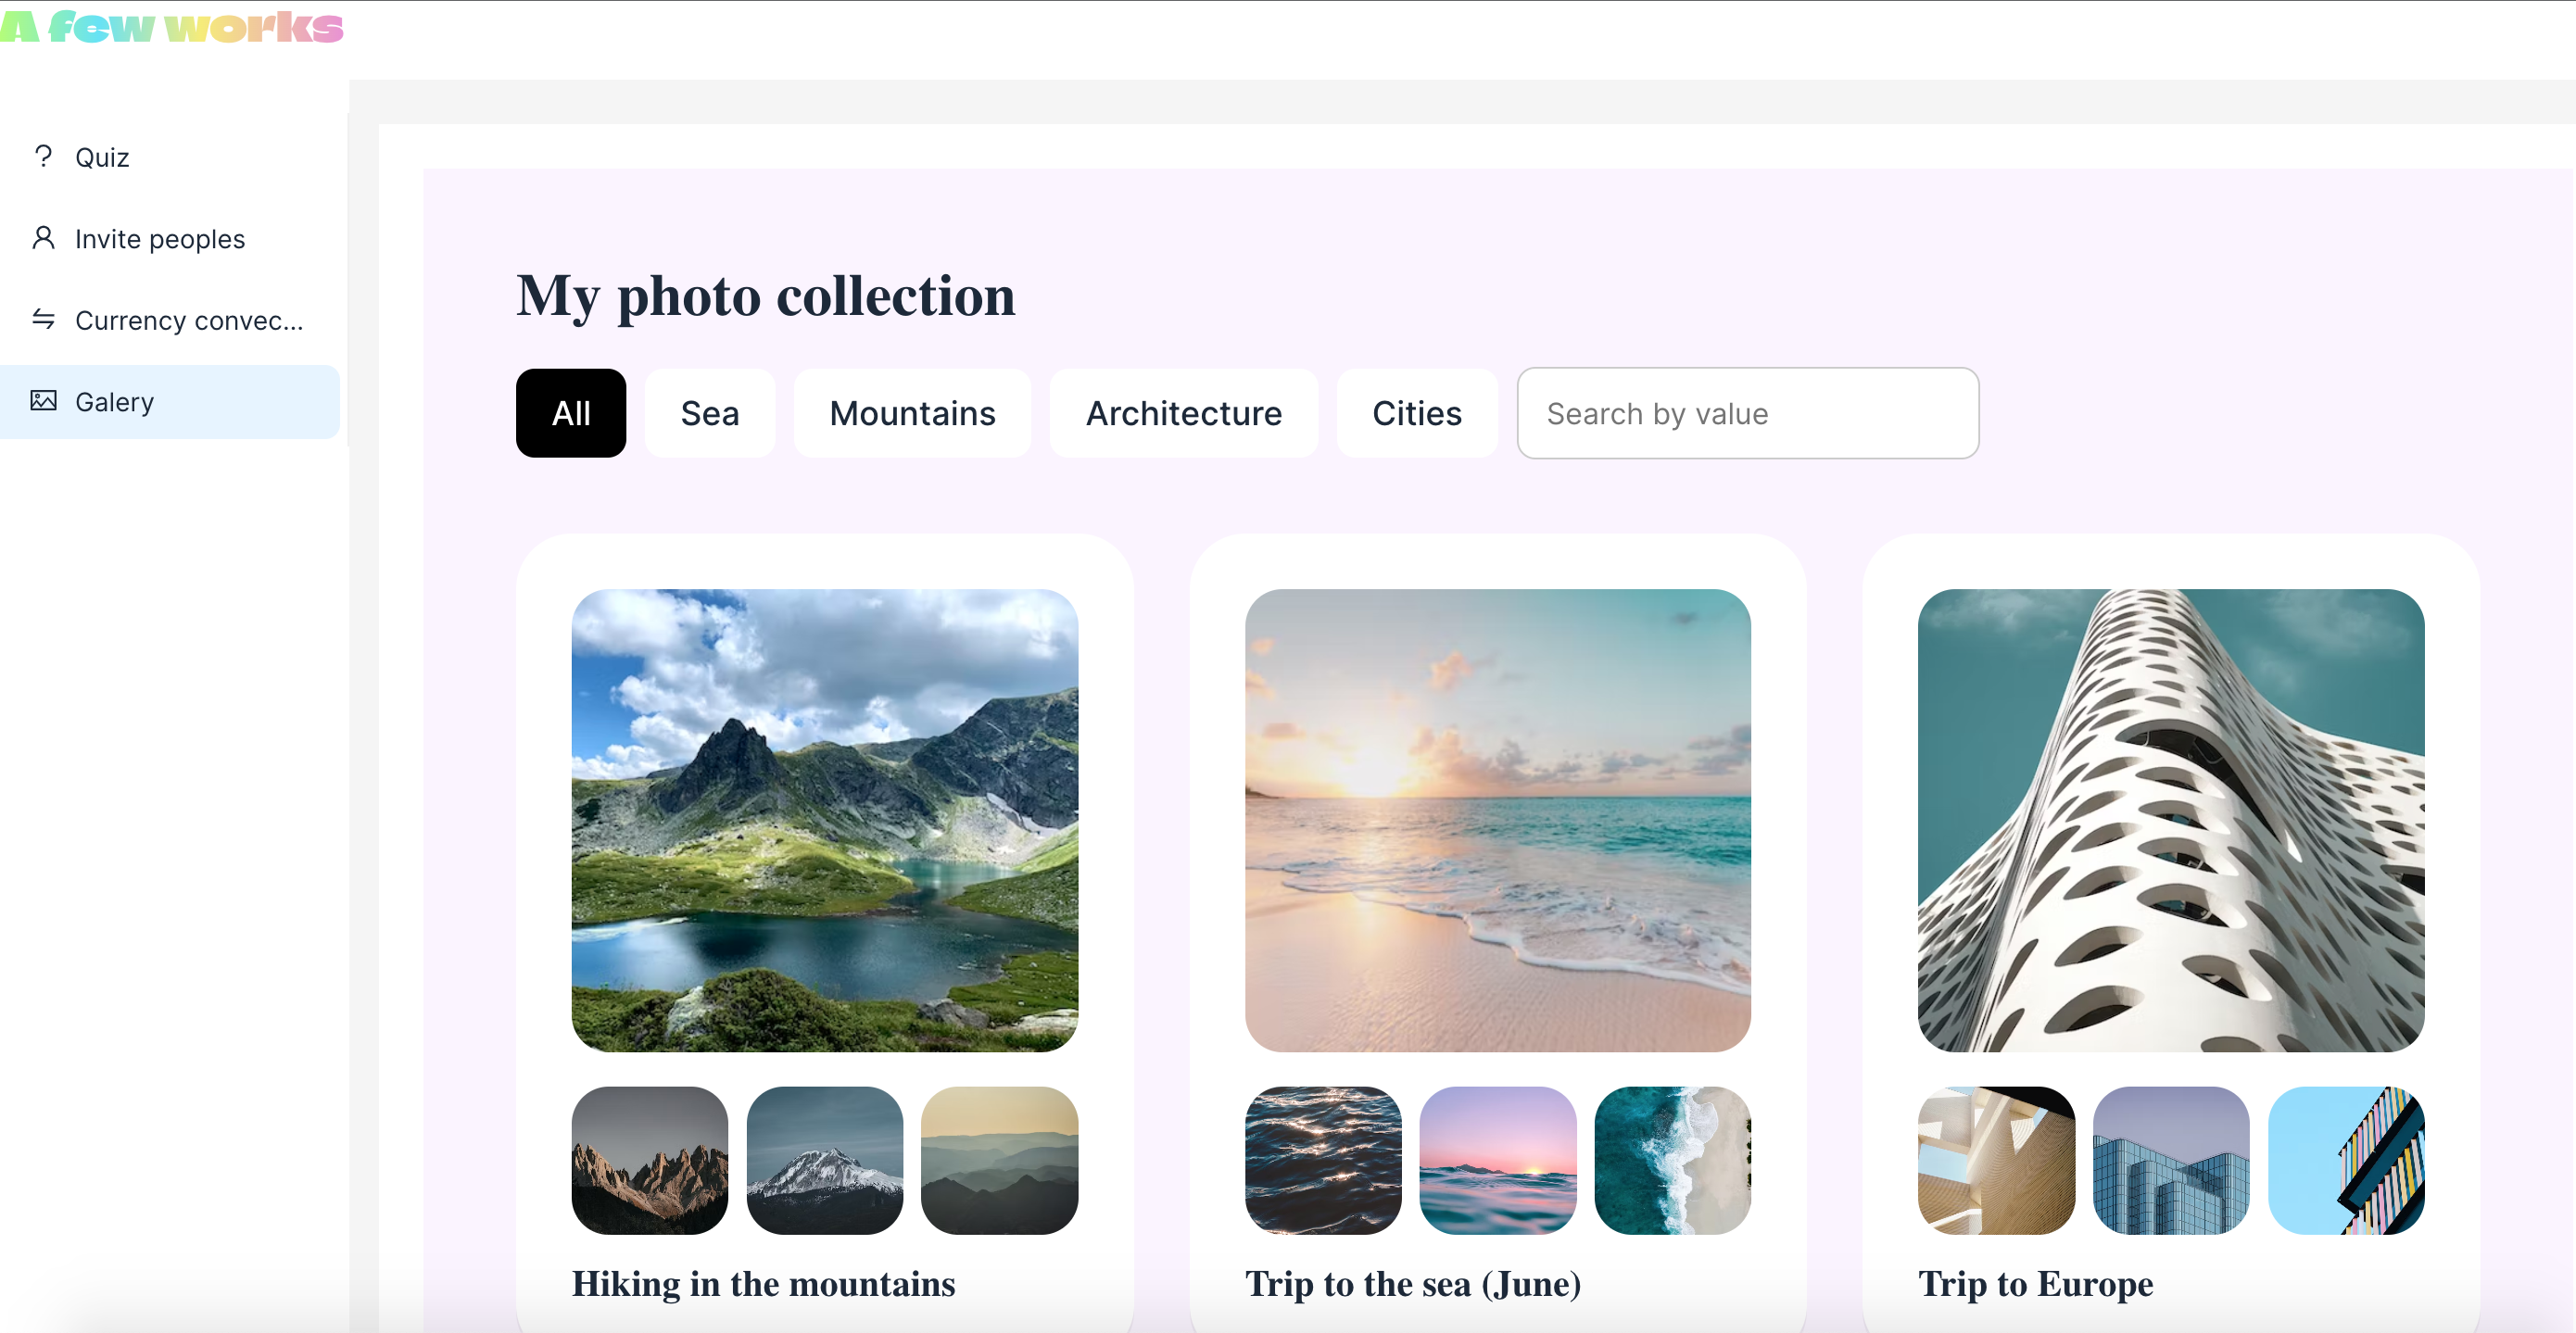 A few works
Quiz
Invite peoples
Currency convec...
Galery
My photo collection
All
Sea
Mountains
Architecture
Cities
Search by value
Hiking in the mountains
Trip to the sea (June)
Trip to Europe